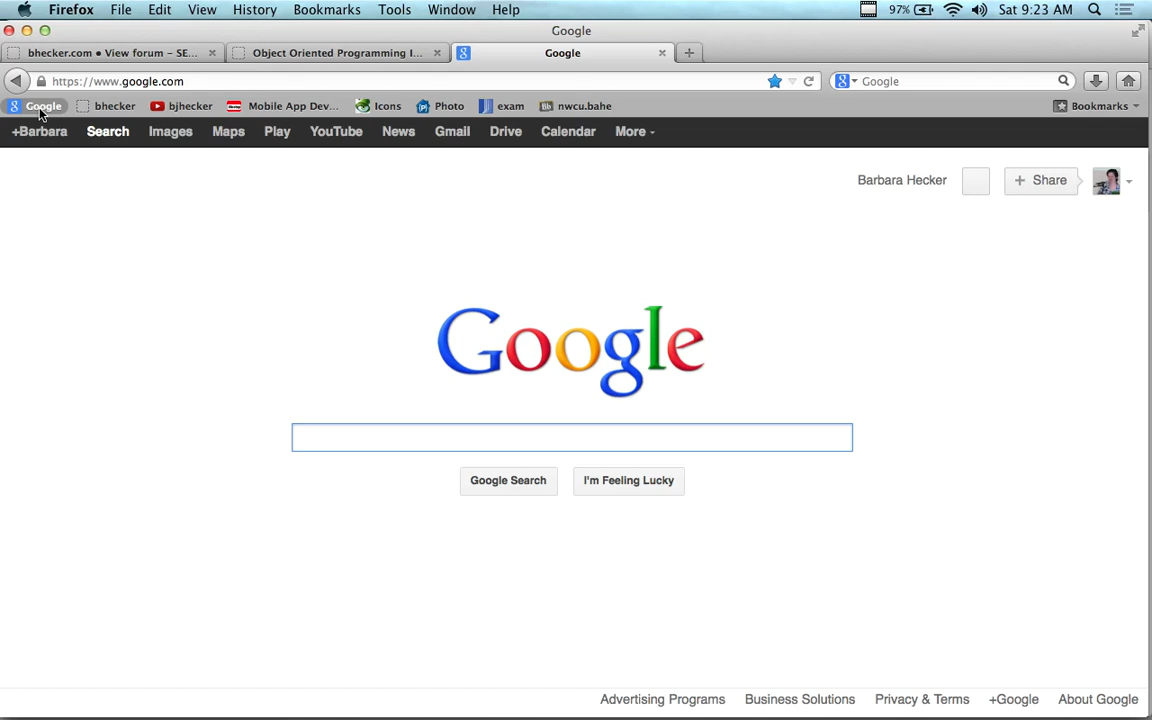 Firefox File Edit View History Bookmarks Tools Window Help 97% Sat 9:23 AM
Google
bhecker.com • View forum – SE... Object Oriented Programming I... Google
https://www.google.com Google
Google bhecker bjhecker Mobile App Dev... Icons Photo exam nwcu.bahe Bookmarks
+Barbara Search Images Maps Play YouTube News Gmail Drive Calendar More
Barbara Hecker + Share
Google
Google Search I'm Feeling Lucky
Advertising Programs Business Solutions Privacy & Terms +Google About Google